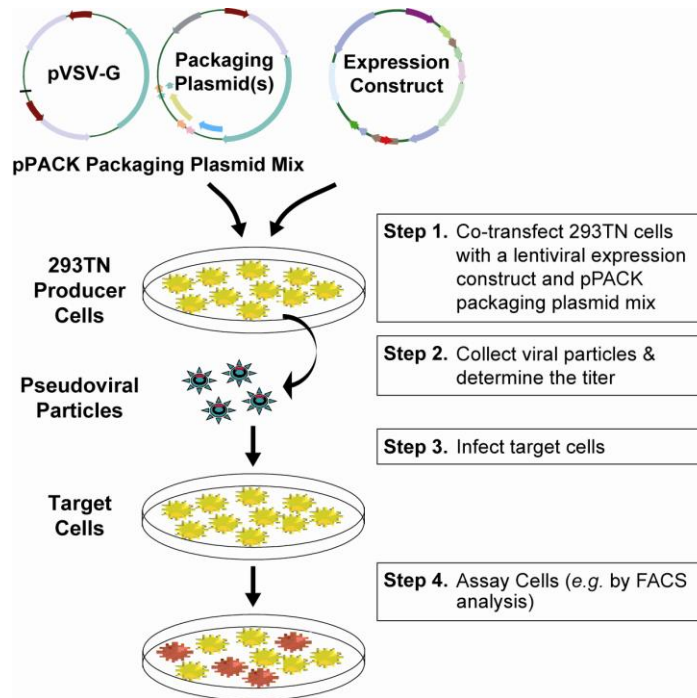 pVSV-G
Packaging
Plasmid(s)
Expression
Construct
pPACK Packaging Plasmid Mix
293TN
Producer
Cells
Step 1. Co-transfect 293TN cells
with a lentiviral expression
construct and pPACK
packaging plasmid mix
Step 2. Collect viral particles &
determine the titer
Pseudoviral
Particles
Step 3. Infect target cells
Target
Cells
Step 4. Assay Cells (e.g. by FACS
analysis)